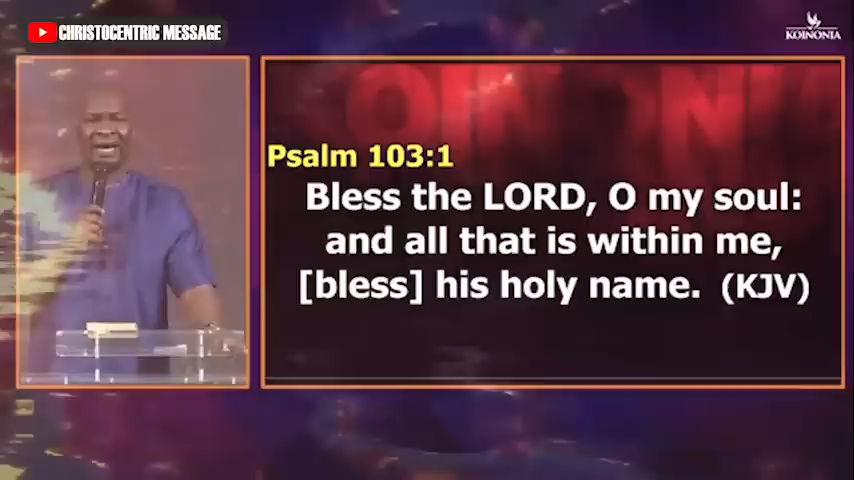 CHRISTOCENTRIC MESSAGE
KOINONIA
OINONIA
Psalm 103:1
Bless the LORD, O my soul:
and all that is within me,
[bless] his holy name. (KJV)